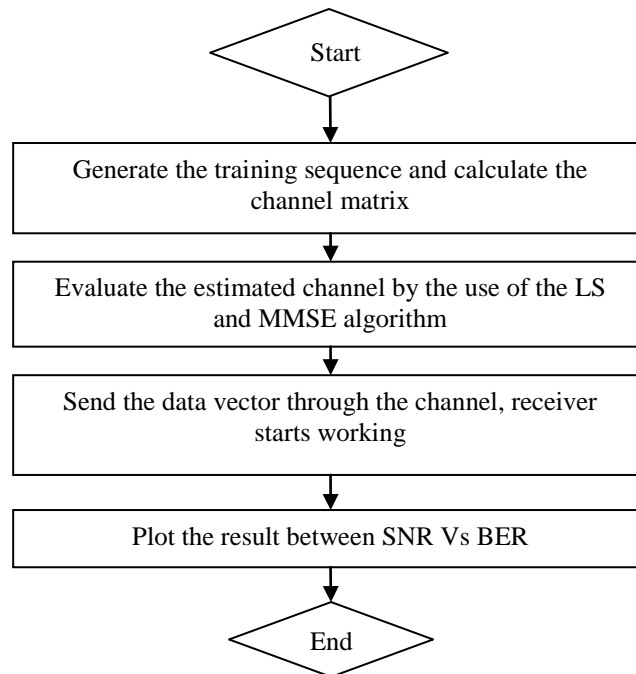 Start
Generate the training sequence and calculate the
channel matrix
Evaluate the estimated channel by the use of the LS
and MMSE algorithm
Send the data vector through the channel, receiver
starts working
Plot the result between SNR Vs BER
End